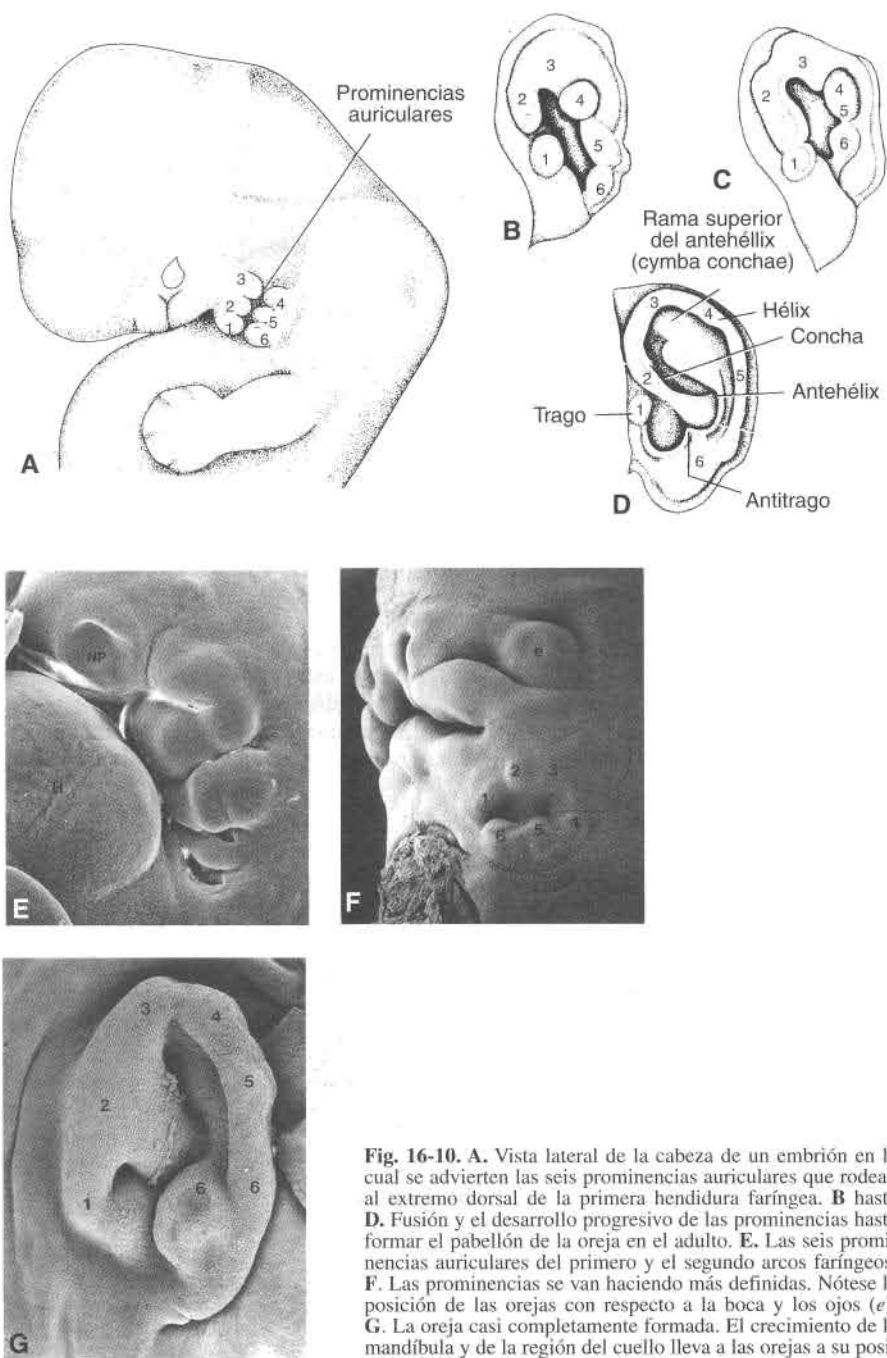 Prominencias
auriculares
3
2
4
1
5
6
A
3
2
4
1
5
6
B
3
2
4
5
6
1
C
Rama superior
del antehéllix
(cymba conchae)
3
4
Hélix
Concha
2
5
Antehélix
Trago
1
6
Antitrago
D
NP
H
E
e
2
3
1
6
5
4
F
3
4
5
2
1
6
6
G
Fig. 16-10. A. Vista lateral de la cabeza de un embrión en l
cual se advierten las seis prominencias auriculares que rodea
al extremo dorsal de la primera hendidura faríngea. B hast
D. Fusión y el desarrollo progresivo de las prominencias hast
formar el pabellón de la oreja en el adulto. E. Las seis promi
nencias auriculares del primero y el segundo arcos faríngeos
F. Las prominencias se van haciendo más definidas. Nótese l
posición de las orejas con respecto a la boca y los ojos (e
G. La oreja casi completamente formada. El crecimiento de l
mandíbula y de la región del cuello lleva a las orejas a su posi